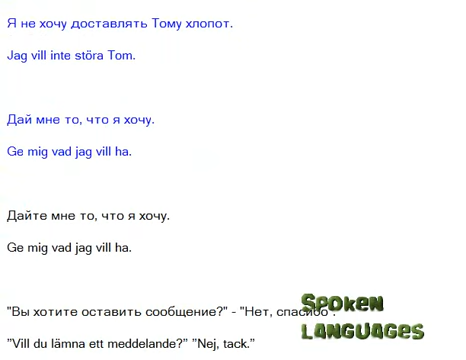 Я не хочу доставлять Тому хлопот.
Jag vill inte störa Tom.
Дай мне то, что я хочу.
Ge mig vad jag vill ha.
Дайте мне то, что я хочу.
Ge mig vad jag vill ha.
"Вы хотите оставить сообщение?" - "Нет, спасибо".
”Vill du lämna ett meddelande?” ”Nej, tack.”
Spoken
Languages